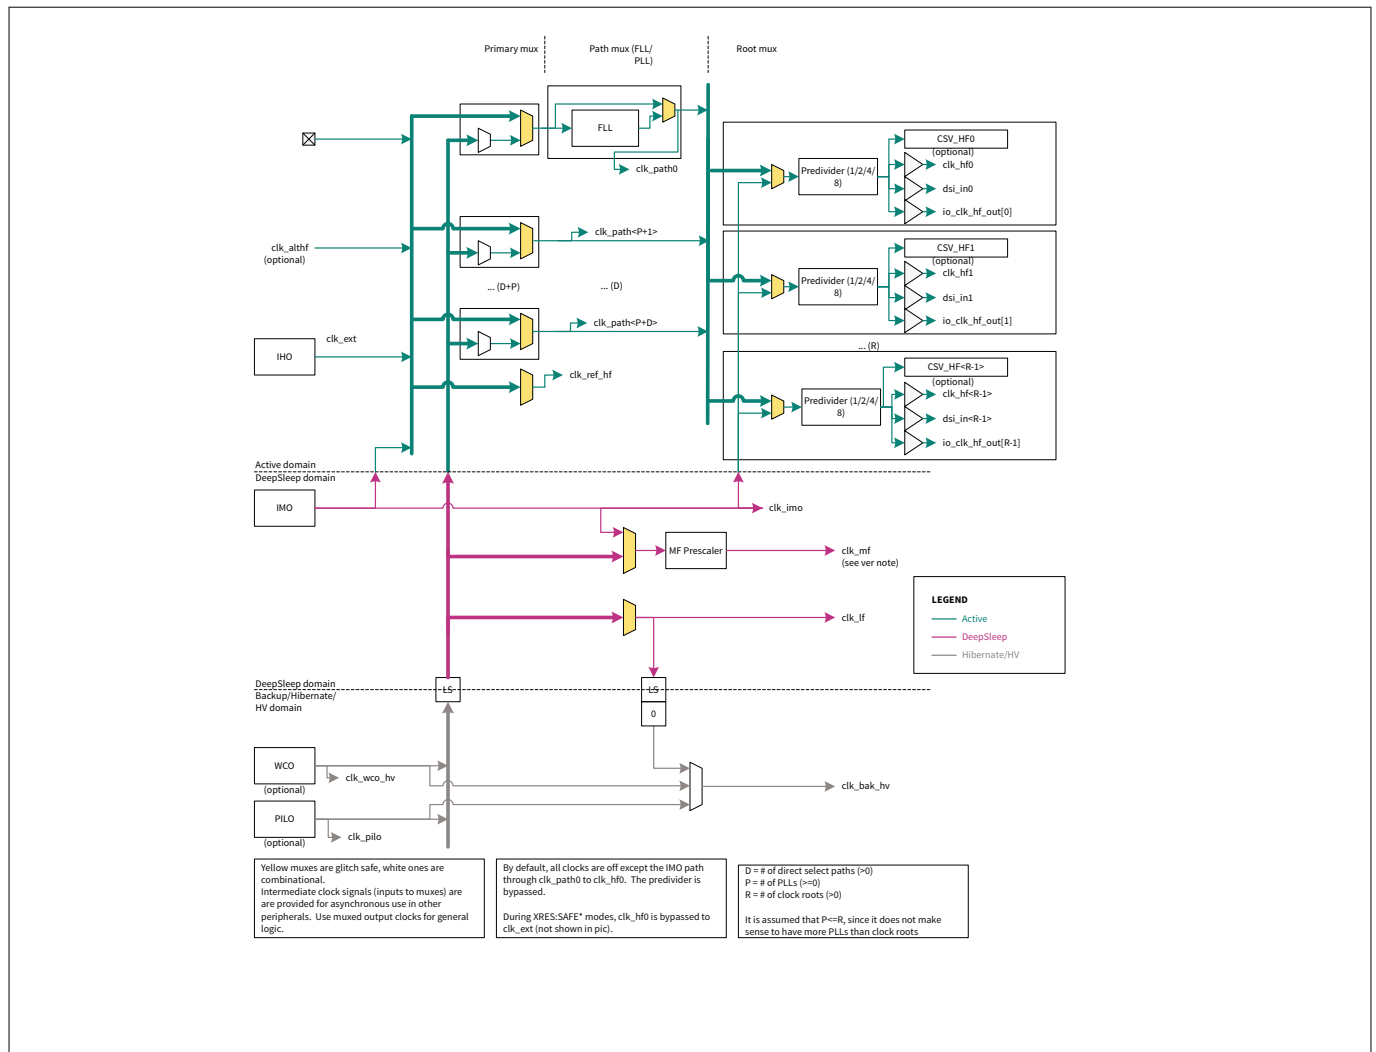 Primary mux
Path mux (FLL/
PLL)
Root mux
FLL
clk_path0
clk_althf
(optional)
clk_path<P+1>
... (D+P)
... (D)
clk_path<P+D>
clk_ext
IHO
clk_ref_hf
CSV_HF0
(optional)
Predivider (1/2/4/
8)
clk_hf0
dsi_in0
io_clk_hf_out[0]
CSV_HF1
(optional)
Predivider (1/2/4/
8)
clk_hf1
dsi_in1
io_clk_hf_out[1]
... (R)
CSV_HF<R-1>
(optional)
Predivider (1/2/4/
8)
clk_hf<R-1>
dsi_in<R-1>
io_clk_hf_out[R-1]
Active domain
DeepSleep domain
IMO
clk_imo
MF Prescaler
clk_mf
(see ver note)
clk_lf
LEGEND
Active
DeepSleep
Hibernate/HV
DeepSleep domain
Backup/Hibernate/
HV domain
LS
LS
0
WCO
(optional)
clk_wco_hv
clk_bak_hv
PILO
(optional)
clk_pilo
Yellow muxes are glitch safe, white ones are
combinational.
Intermediate clock signals (inputs to muxes) are
are provided for asynchronous use in other
peripherals. Use muxed output clocks for general
logic.
By default, all clocks are off except the IMO path
through clk_path0 to clk_hf0. The predivider is
bypassed.
During XRES:SAFE* modes, clk_hf0 is bypassed to
clk_ext (not shown in pic).
D = # of direct select paths (>0)
P = # of PLLs (>=0)
R = # of clock roots (>0)
It is assumed that P<=R, since it does not make
sense to have more PLLs than clock roots